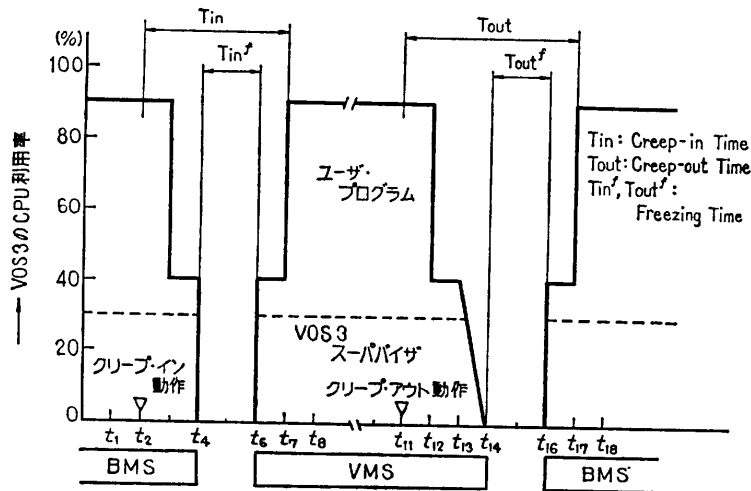 Tin
Tout
(%)
Tinᶠ
Toutᶠ
100
80
60
40
20
0
VOS3のCPU利用率
ユーザ・
プログラム
Tin: Creep-in Time
Tout: Creep-out Time
Tinᶠ, Toutᶠ:
Freezing Time
VOS3
スーパバイザ
クリープ・イン
動作
クリープ・アウト動作
t₁ t₂ t₄ t₆ t₇ t₈ t₁₁ t₁₂ t₁₃ t₁₄ t₁₆ t₁₇ t₁₈
BMS VMS BMS